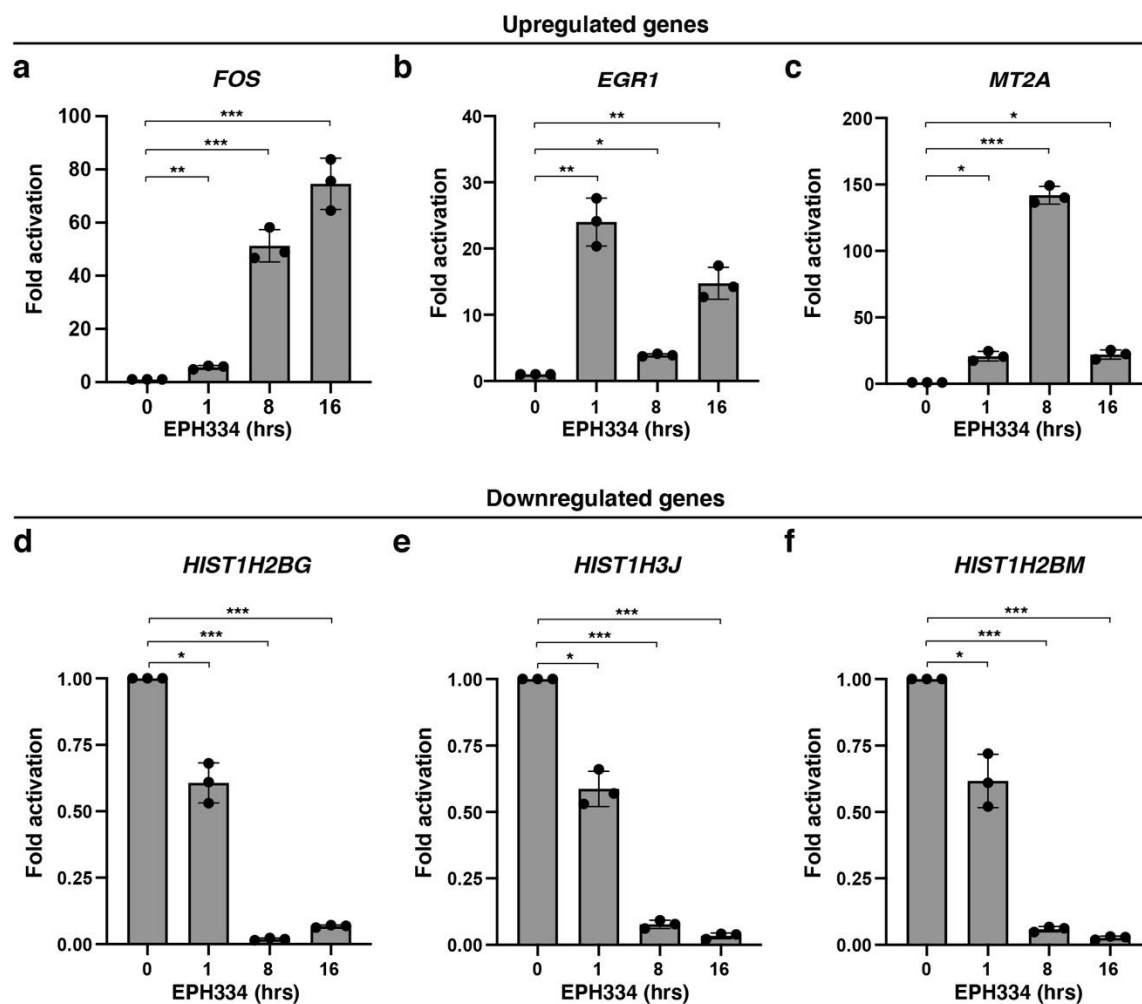 Upregulated genes
a
FOS
Fold activation
100
80
60
40
20
0
***
***
**
0 1 8 16
EPH334 (hrs)
b
EGR1
Fold activation
40
30
20
10
0
**
*
**
0 1 8 16
EPH334 (hrs)
c
MT2A
Fold activation
200
150
100
50
0
*
***
*
0 1 8 16
EPH334 (hrs)
Downregulated genes
d
HIST1H2BG
Fold activation
***
***
*
1.00
0.75
0.50
0.25
0.00
0 1 8 16
EPH334 (hrs)
e
HIST1H3J
Fold activation
***
***
*
1.00
0.75
0.50
0.25
0.00
0 1 8 16
EPH334 (hrs)
f
HIST1H2BM
Fold activation
***
***
*
1.00
0.75
0.50
0.25
0.00
0 1 8 16
EPH334 (hrs)